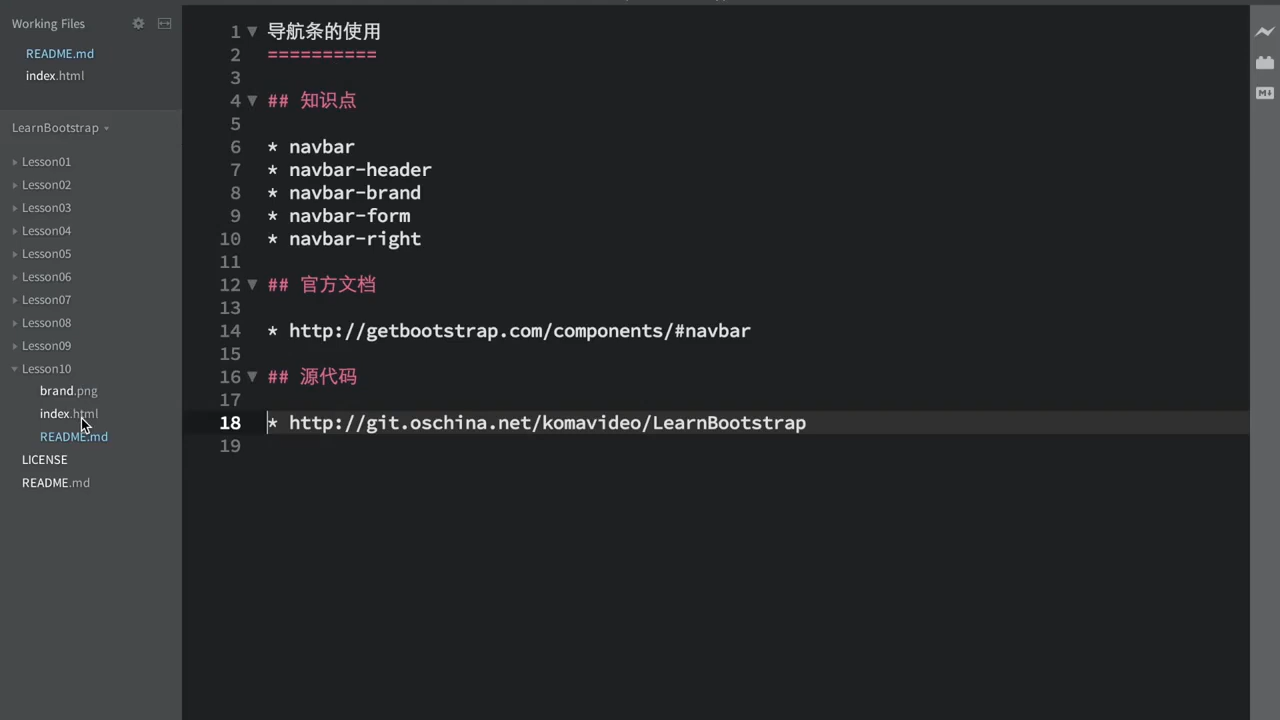 Working Files
README.md
index.html
LearnBootstrap
Lesson01
Lesson02
Lesson03
Lesson04
Lesson05
Lesson06
Lesson07
Lesson08
Lesson09
Lesson10
brand.png
index.html
README.md
LICENSE
README.md
1 导航条的使用
2 ==========
3
4 ## 知识点
5
6 * navbar
7 * navbar-header
8 * navbar-brand
9 * navbar-form
10 * navbar-right
11
12 ## 官方文档
13
14 * http://getbootstrap.com/components/#navbar
15
16 ## 源代码
17
18 * http://git.oschina.net/komavideo/LearnBootstrap
19
M↓